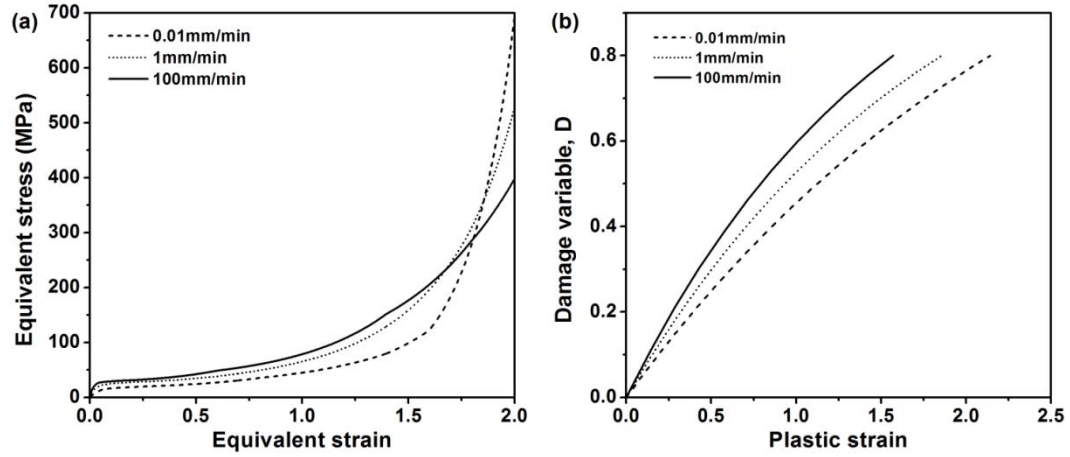 (a)
700
600
500
400
300
200
100
0
0.0
0.5
1.0
1.5
2.0
Equivalent stress (MPa)
Equivalent strain
0.01mm/min
1mm/min
100mm/min
(b)
0.8
0.6
0.4
0.2
0.0
0.0
0.5
1.0
1.5
2.0
2.5
Damage variable, D
Plastic strain
0.01mm/min
1mm/min
100mm/min